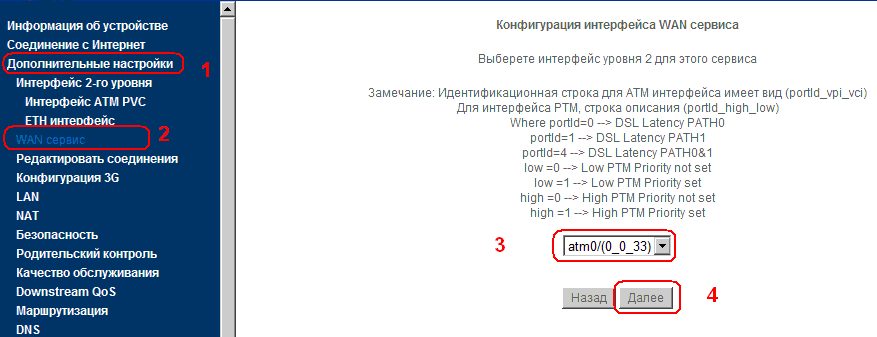 Информация об устройстве
Соединение с Интернет
Дополнительные настройки
1
Интерфейс 2-го уровня
Интерфейс ATM PVC
ETH интерфейс
WAN сервис
2
Редактировать соединения
Конфигурация 3G
LAN
NAT
Безопасность
Родительский контроль
Качество обслуживания
Downstream QoS
Маршрутизация
DNS
Конфигурация интерфейса WAN сервиса
Выберете интерфейс уровня 2 для этого сервиса
Замечание: Идентификационная строка для ATM интерфейса имеет вид (portId_vpi_vci)
Для интерфейса PTM, строка описания (portId_high_low)
Where portId=0 --> DSL Latency PATH0
portId=1 --> DSL Latency PATH1
portId=4 --> DSL Latency PATH0&1
low =0 --> Low PTM Priority not set
low =1 --> Low PTM Priority set
high =0 --> High PTM Priority not set
high =1 --> High PTM Priority set
3
atm0/(0_0_33)
Назад Далее
4